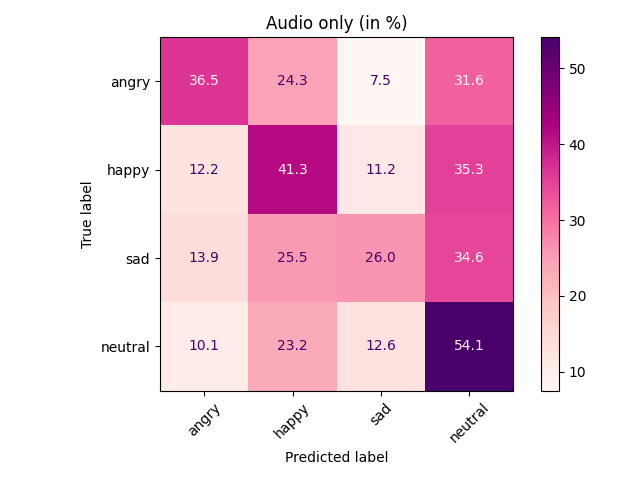 Audio only (in %)
angry 36.5 24.3 7.5 31.6
happy 12.2 41.3 11.2 35.3
sad 13.9 25.5 26.0 34.6
neutral 10.1 23.2 12.6 54.1
angry happy sad neutral
Predicted label
True label
50
40
30
20
10